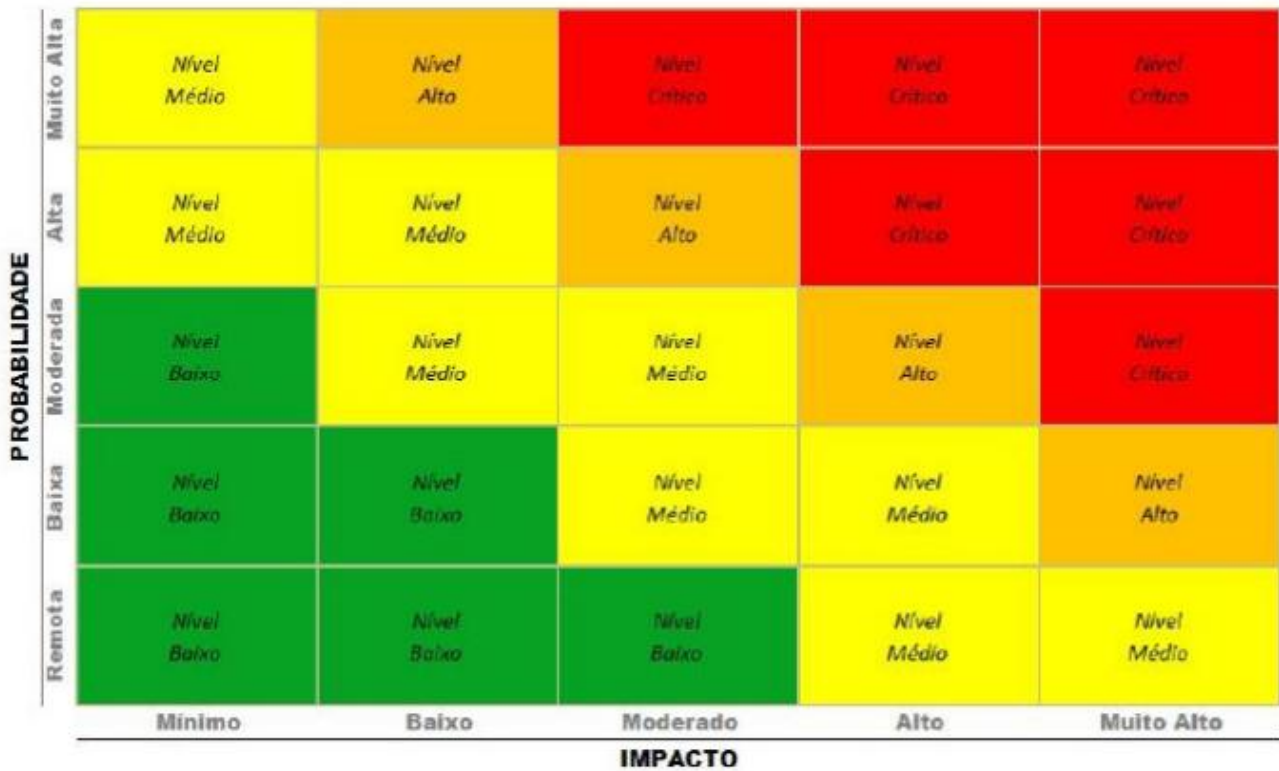 PROBABILIDADE
Muito Alta
Nível
Médio
Nível
Alto
Nível
Crítico
Nível
Crítico
Nível
Crítico
Alta
Nível
Médio
Nível
Médio
Nível
Alto
Nível
Crítico
Nível
Crítico
Moderada
Nível
Baixo
Nível
Médio
Nível
Médio
Nível
Alto
Nível
Crítico
Baixa
Nível
Baixo
Nível
Baixo
Nível
Médio
Nível
Médio
Nível
Alto
Remota
Nível
Baixo
Nível
Baixo
Nível
Baixo
Nível
Médio
Nível
Médio
Mínimo
Baixo
Moderado
Alto
Muito Alto
IMPACTO